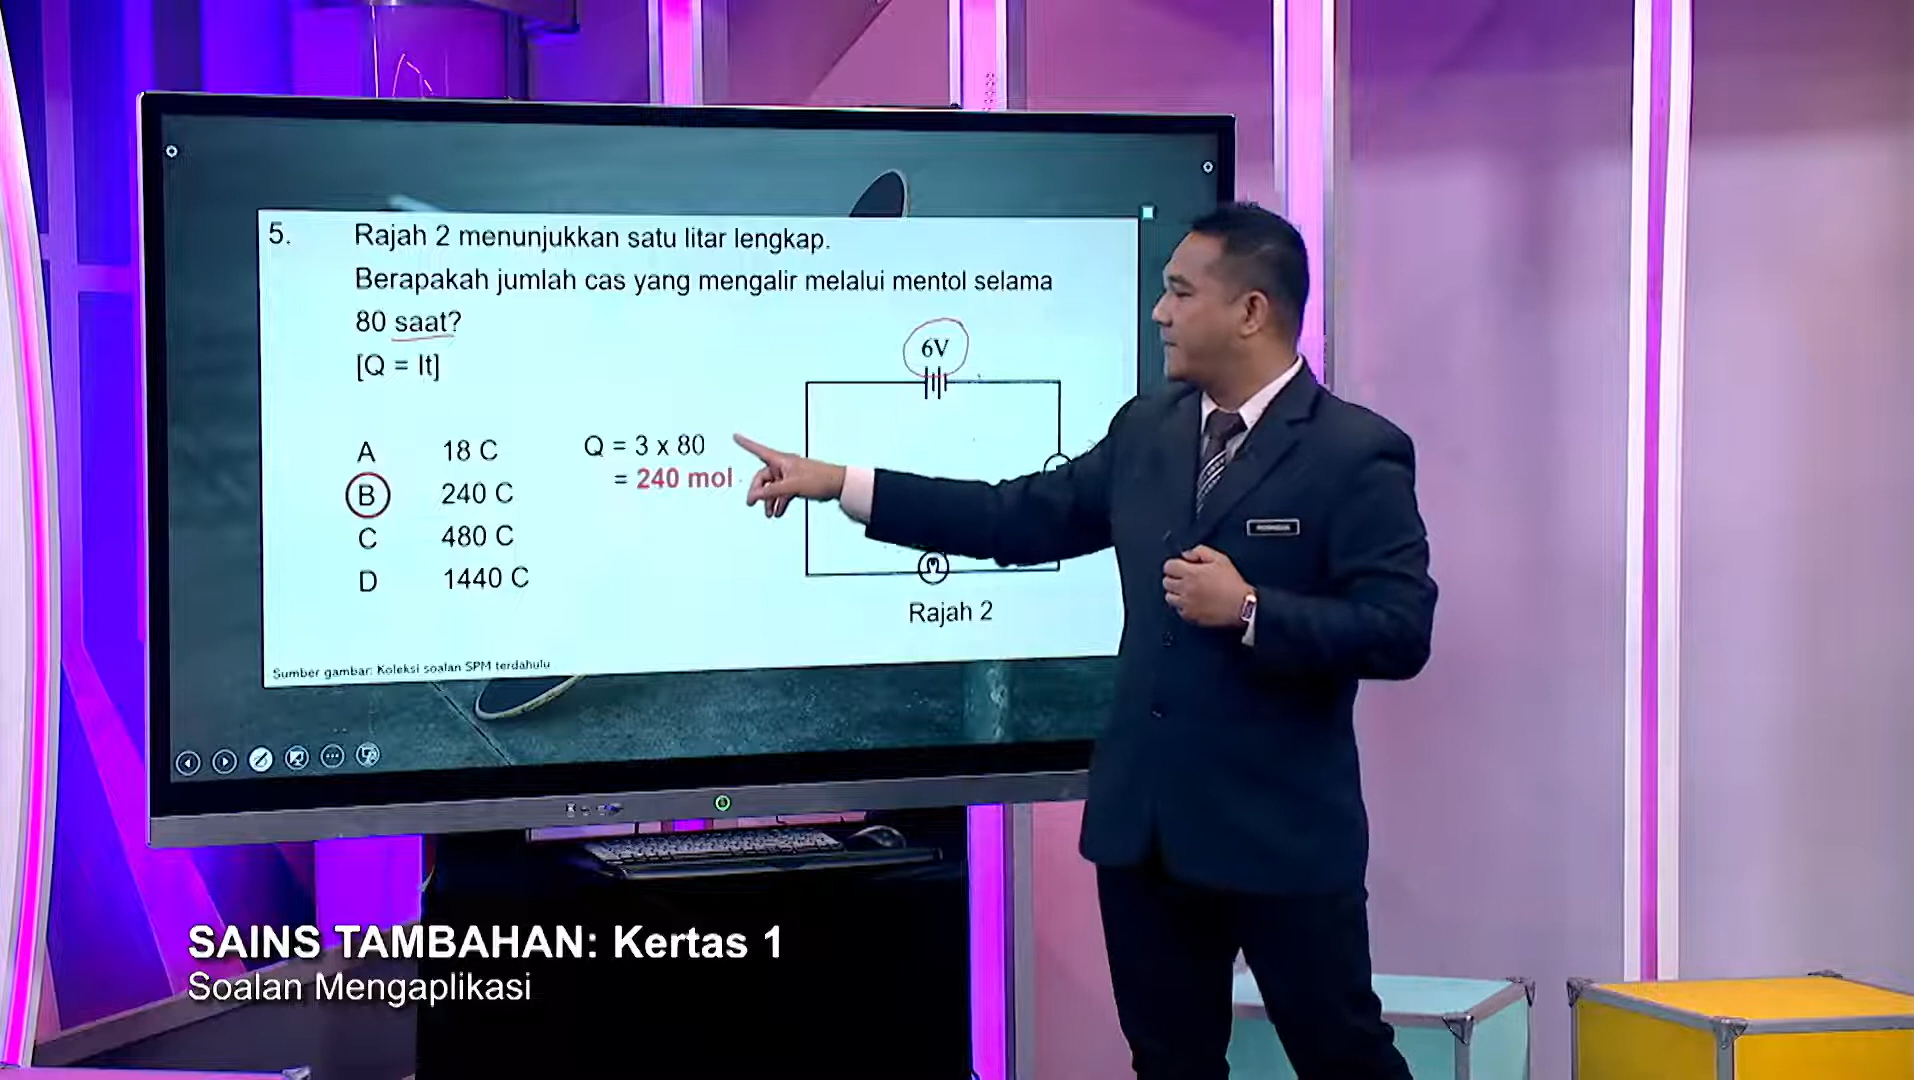 5. Rajah 2 menunjukkan satu litar lengkap.
Berapakah jumlah cas yang mengalir melalui mentol selama
80 saat?
[Q = It]
6V
A 18 C
B 240 C
C 480 C
D 1440 C
Q = 3 x 80
= 240 mol
Rajah 2
Sumber gambar: Koleksi soalan SPM terdahulu
SAINS TAMBAHAN: Kertas 1
Soalan Mengaplikasi